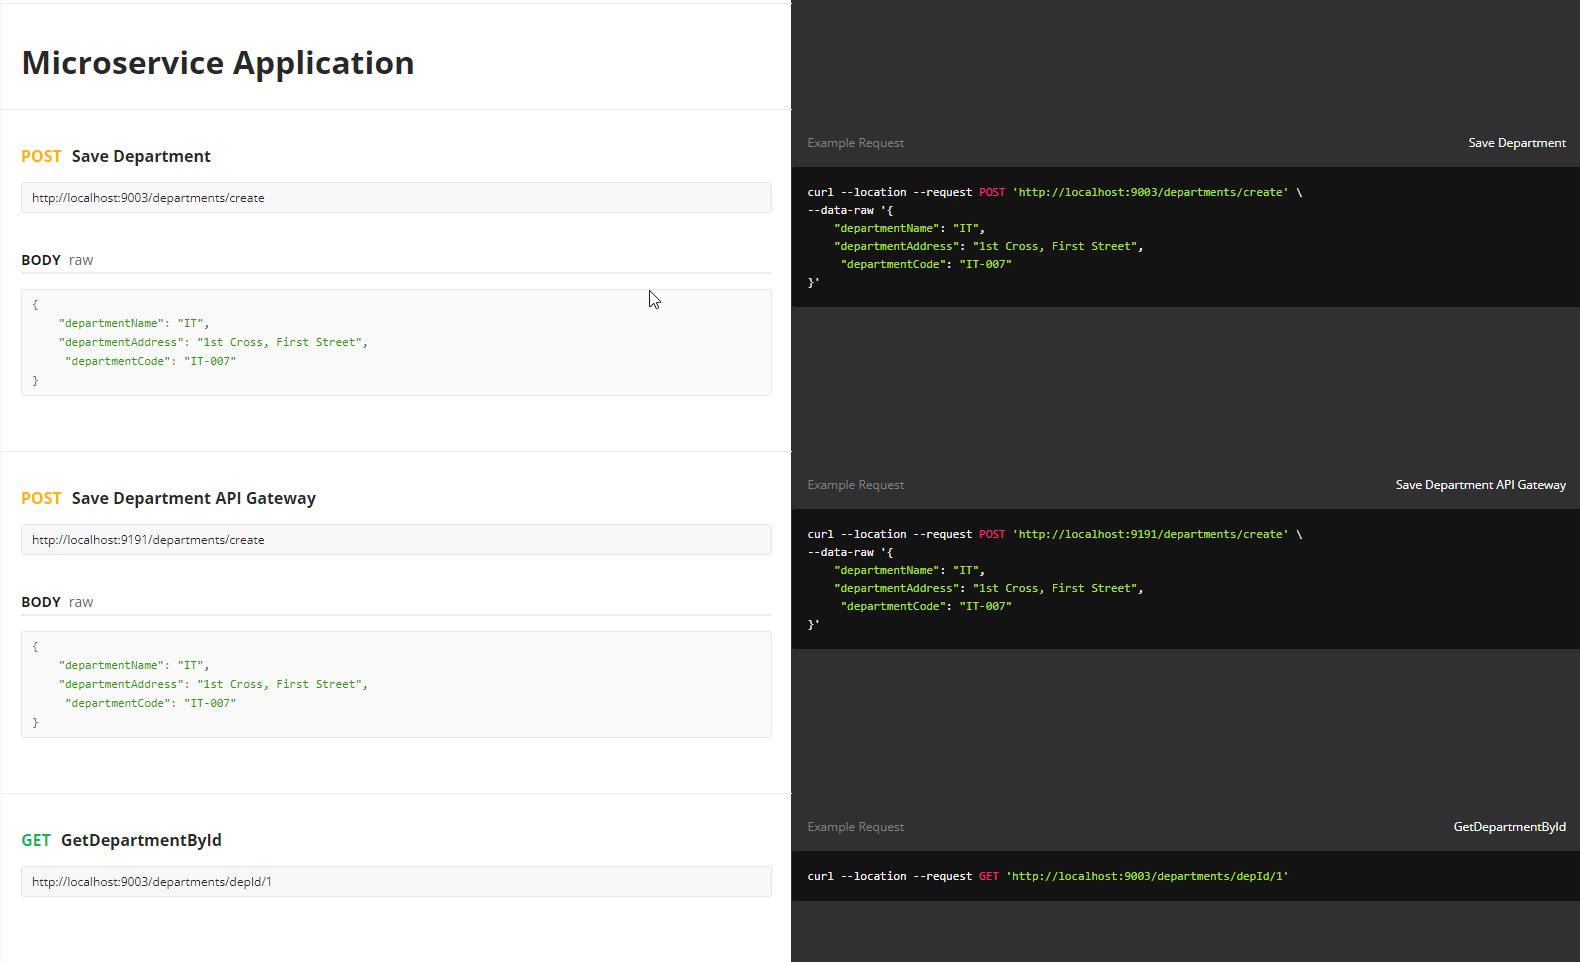 Microservice Application
POST Save Department
http://localhost:9003/departments/create
BODY raw
{
    "departmentName": "IT",
    "departmentAddress": "1st Cross, First Street",
     "departmentCode": "IT-007"
}
Example Request Save Department
curl --location --request POST 'http://localhost:9003/departments/create' \
--data-raw '{
    "departmentName": "IT",
    "departmentAddress": "1st Cross, First Street",
     "departmentCode": "IT-007"
}'
POST Save Department API Gateway
http://localhost:9191/departments/create
BODY raw
{
    "departmentName": "IT",
    "departmentAddress": "1st Cross, First Street",
     "departmentCode": "IT-007"
}
Example Request Save Department API Gateway
curl --location --request POST 'http://localhost:9191/departments/create' \
--data-raw '{
    "departmentName": "IT",
    "departmentAddress": "1st Cross, First Street",
     "departmentCode": "IT-007"
}'
GET GetDepartmentById
http://localhost:9003/departments/depId/1
Example Request GetDepartmentById
curl --location --request GET 'http://localhost:9003/departments/depId/1'